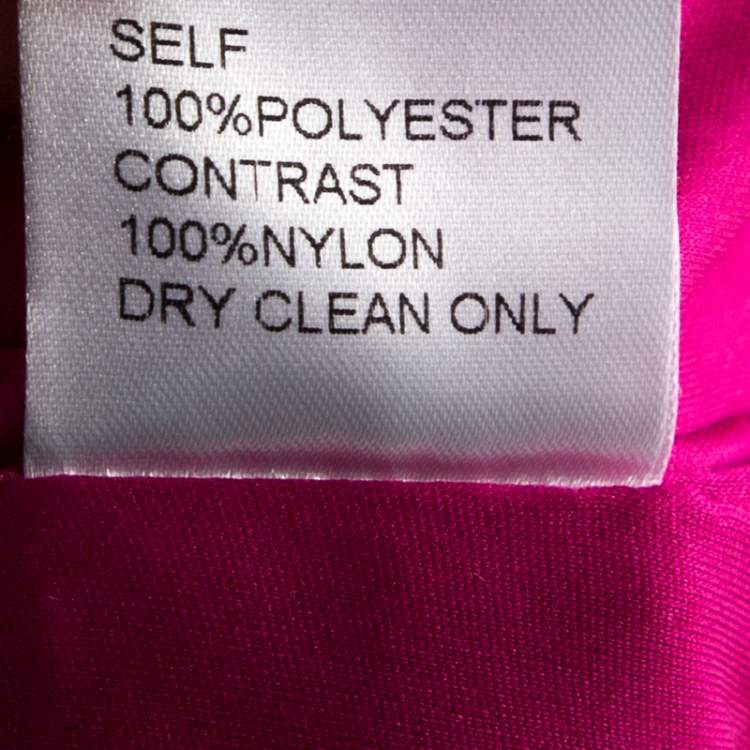 SELF
100%POLYESTER
CONTRAST
100%NYLON
DRY CLEAN ONLY